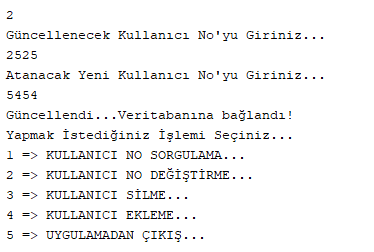 2
Güncellenecek Kullanıcı No'yu Giriniz...
2525
Atanacak Yeni Kullanıcı No'yu Giriniz...
5454
Güncellendi...Veritabanına bağlandı!
Yapmak İstediğiniz İşlemi Seçiniz...
1 => KULLANICI NO SORGULAMA...
2 => KULLANICI NO DEĞİŞTİRME...
3 => KULLANICI SİLME...
4 => KULLANICI EKLEME...
5 => UYGULAMADAN ÇIKIŞ...